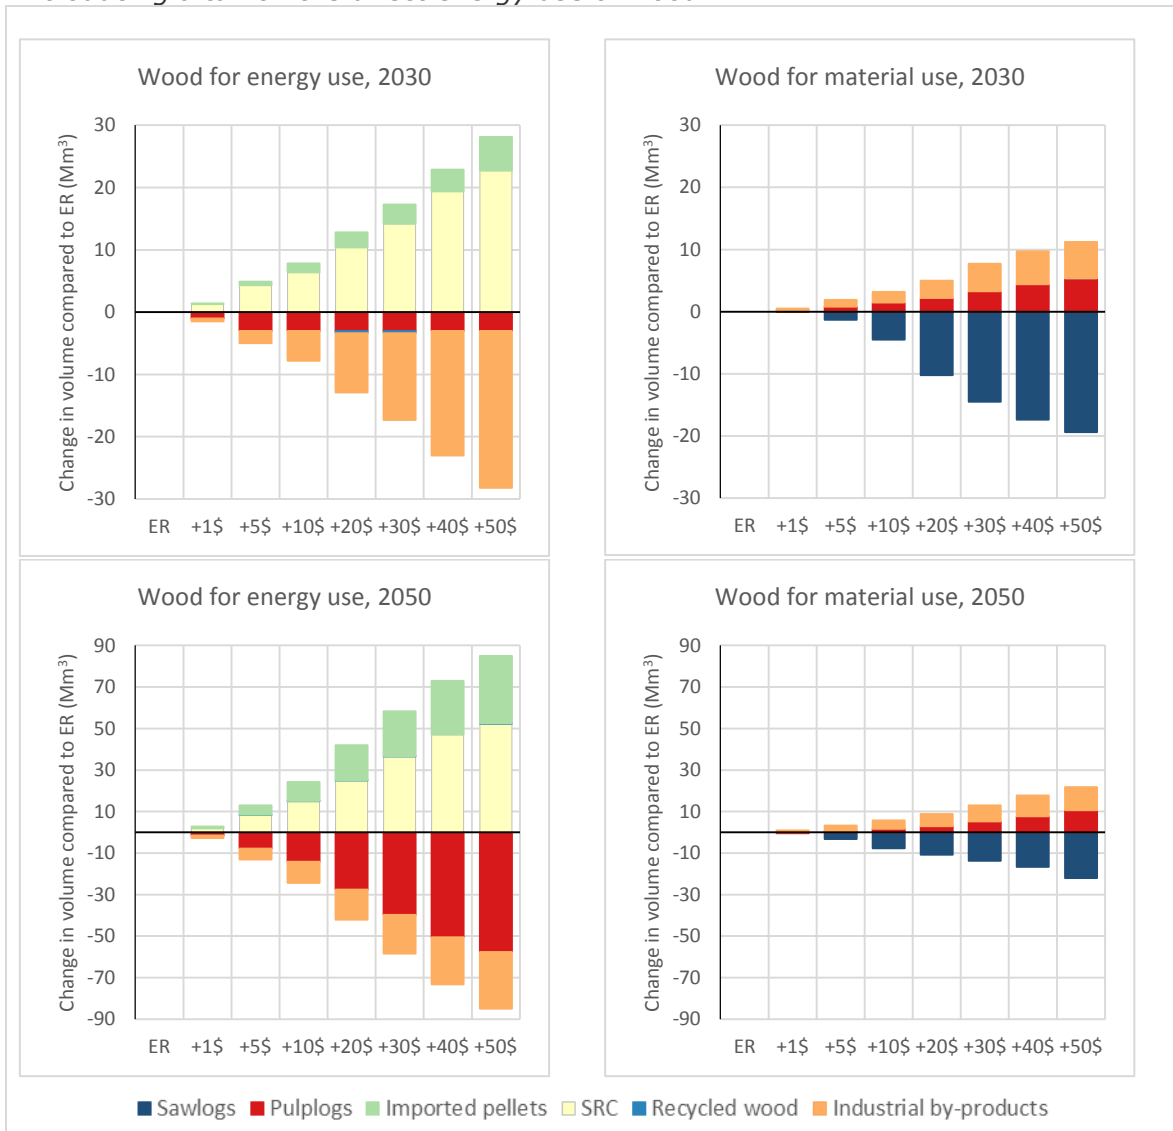 Wood for energy use, 2030
Change in volume compared to ER (Mm³)
30
20
10
0
-10
-20
-30
ER +1$ +5$ +10$ +20$ +30$ +40$ +50$
Wood for material use, 2030
Change in volume compared to ER (Mm³)
30
20
10
0
-10
-20
-30
ER +1$ +5$ +10$ +20$ +30$ +40$ +50$
Wood for energy use, 2050
Change in volume compared to ER (Mm³)
90
70
50
30
10
-10
-30
-50
-70
-90
ER +1$ +5$ +10$ +20$ +30$ +40$ +50$
Wood for material use, 2050
Change in volume compared to ER (Mm³)
90
70
50
30
10
-10
-30
-50
-70
-90
ER +1$ +5$ +10$ +20$ +30$ +40$ +50$
Sawlogs Pulplogs Imported pellets SRC Recycled wood Industrial by-products